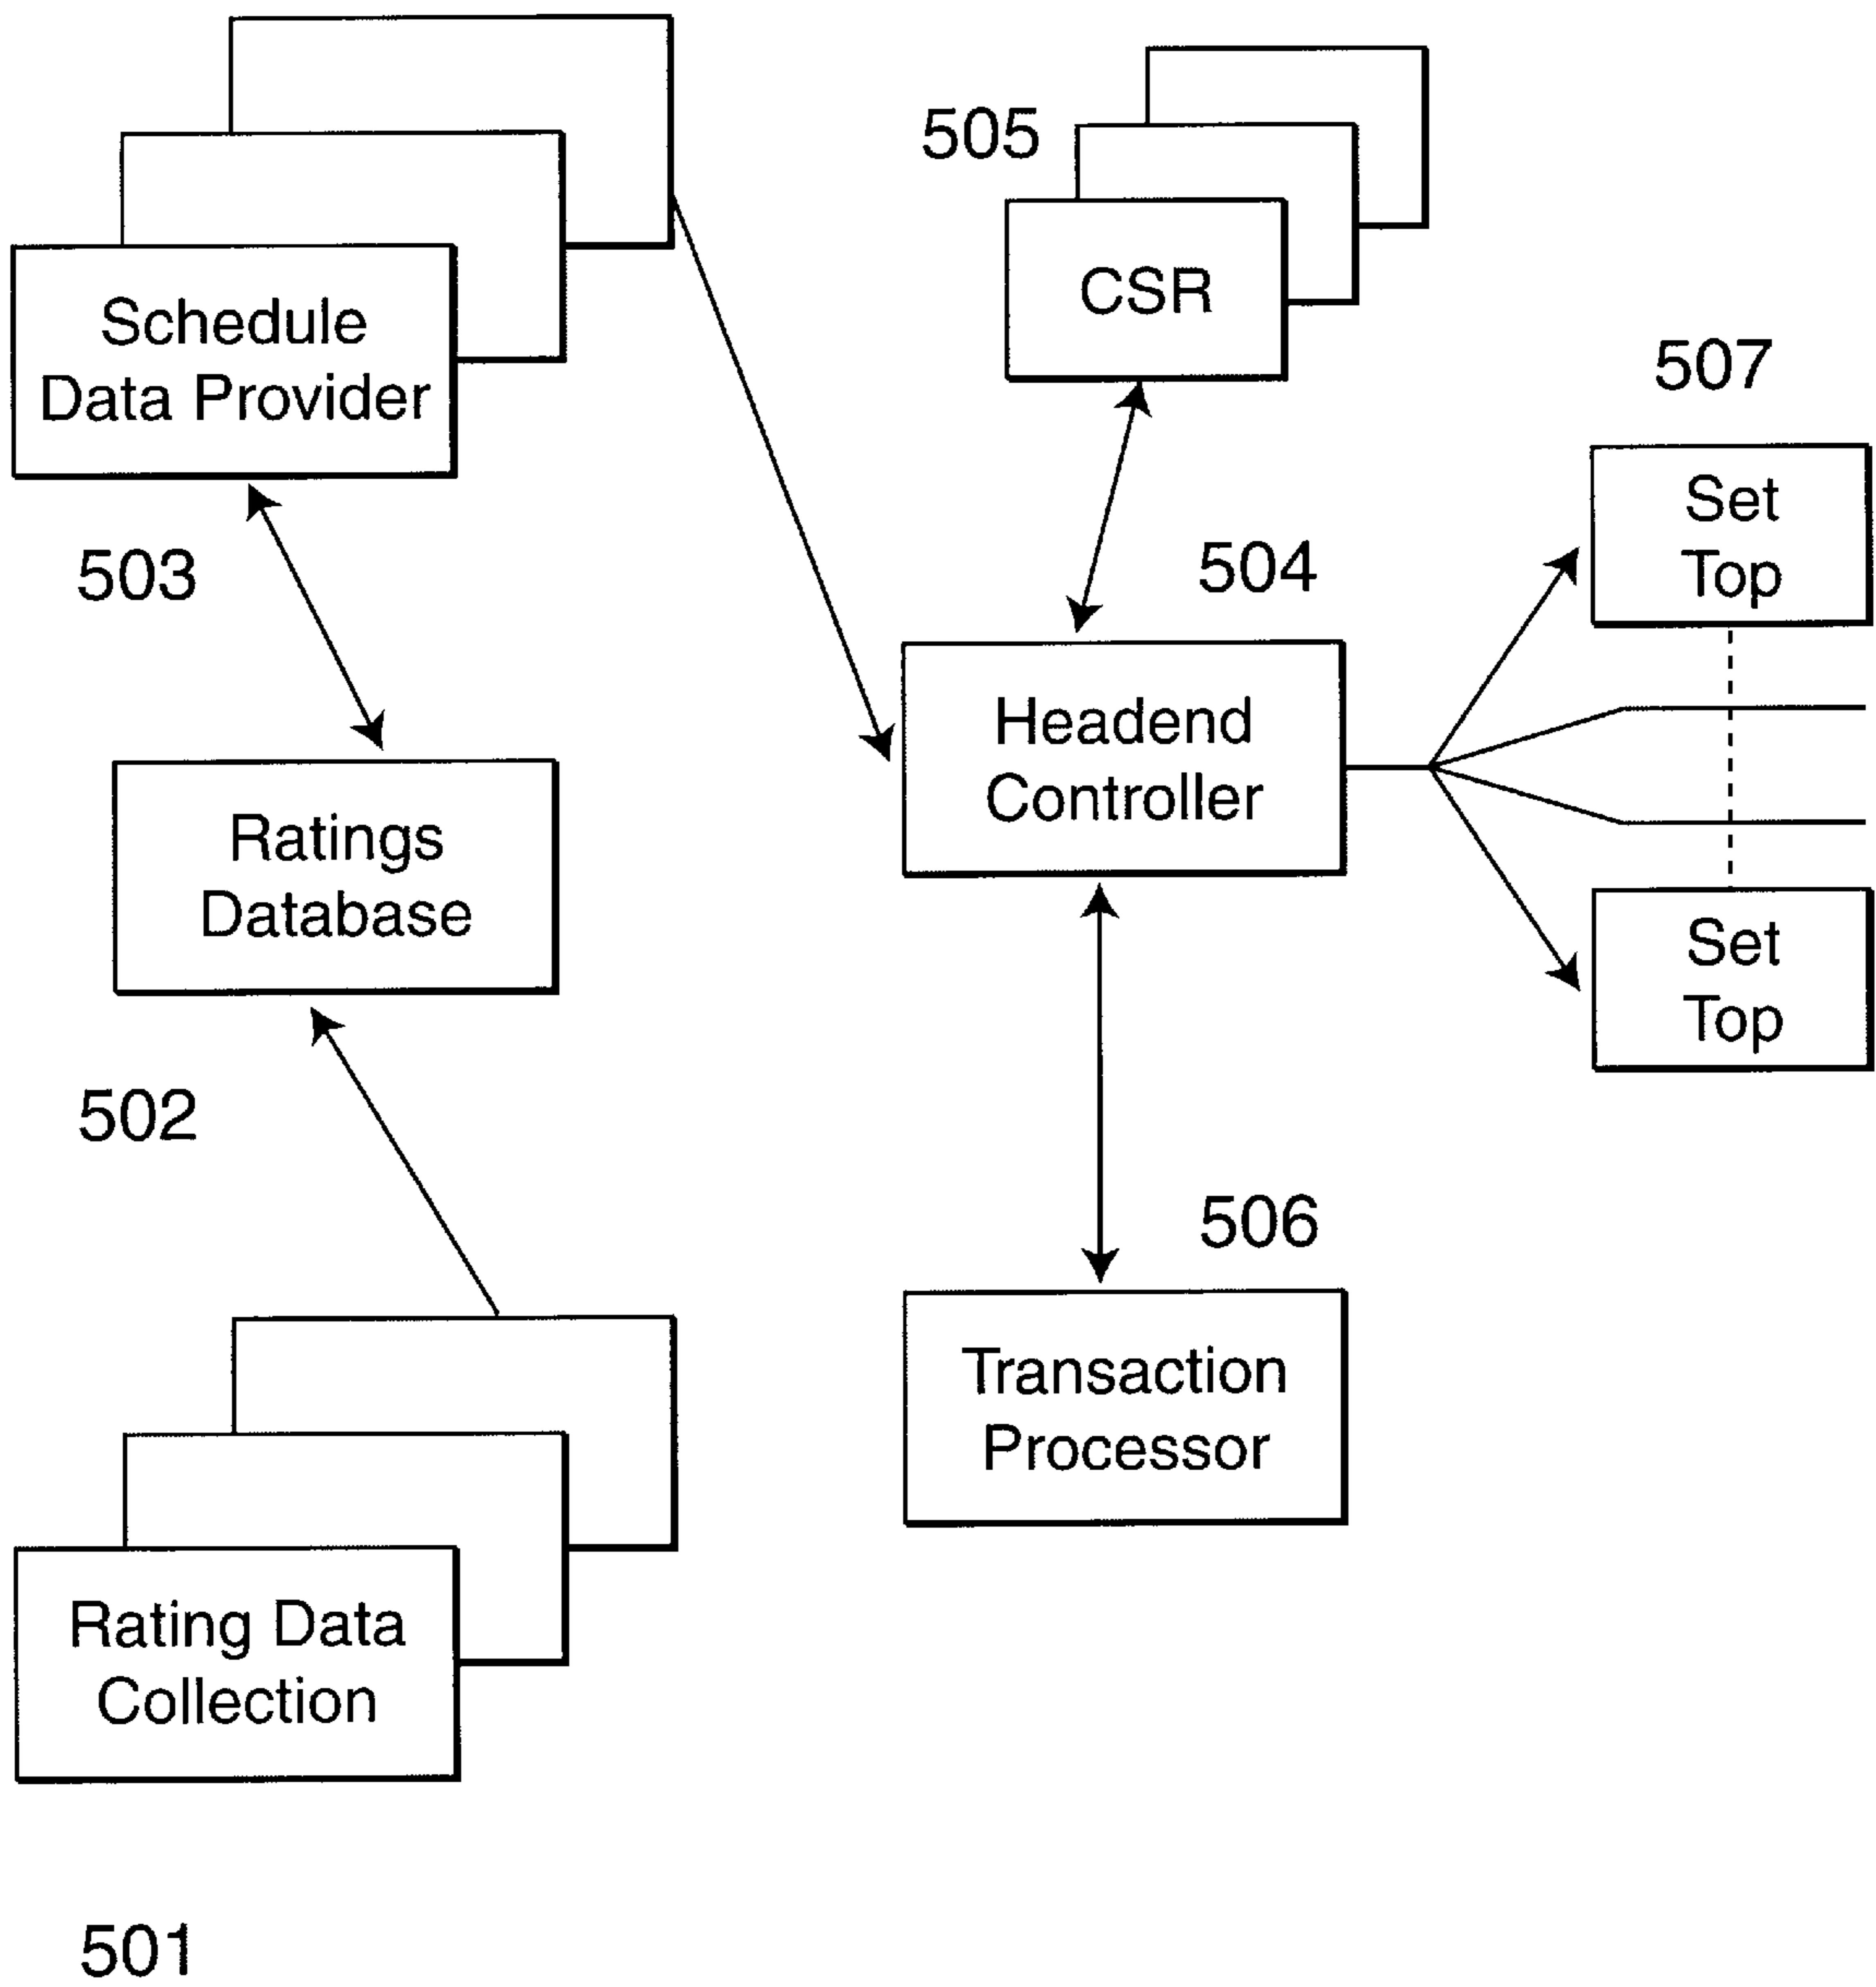 505
CSR
Schedule
Data Provider
507
Set
Top
503
504
Headend
Controller
Ratings
Database
Set
Top
502
506
Transaction
Processor
Rating Data
Collection
501